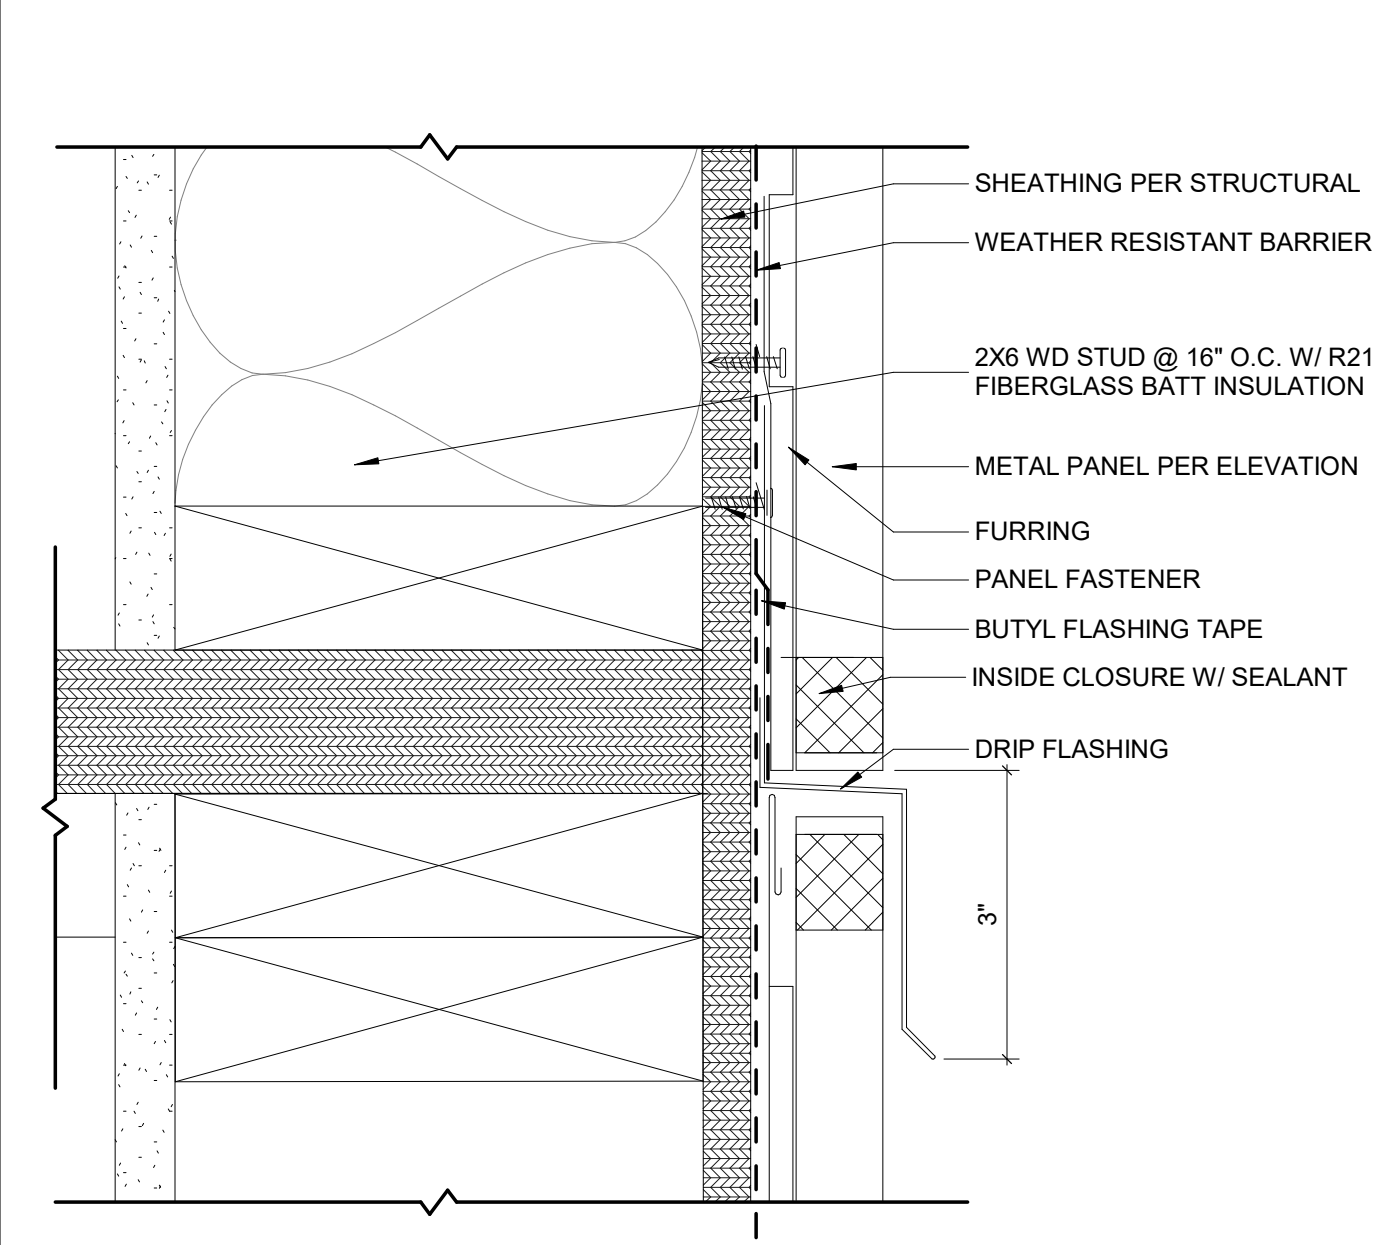 SHEATHING PER STRUCTURAL
WEATHER RESISTANT BARRIER
2X6 WD STUD @ 16" O.C. W/ R21
FIBERGLASS BATT INSULATION
METAL PANEL PER ELEVATION
FURRING
PANEL FASTENER
BUTYL FLASHING TAPE
INSIDE CLOSURE W/ SEALANT
DRIP FLASHING
3"